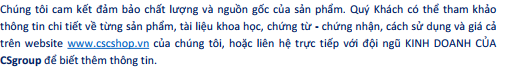 Chúng tôi cam kết đảm bảo chất lượng và nguồn gốc của sản phẩm. Quý Khách có thể tham khảo
thông tin chi tiết về từng sản phẩm, tài liệu khoa học, chứng từ - chứng nhận, cách sử dụng và giá cả
trên website www.cscshop.vn của chúng tôi, hoặc liên hệ trực tiếp với đội ngũ KINH DOANH CỦA
CSgroup để biết thêm thông tin.